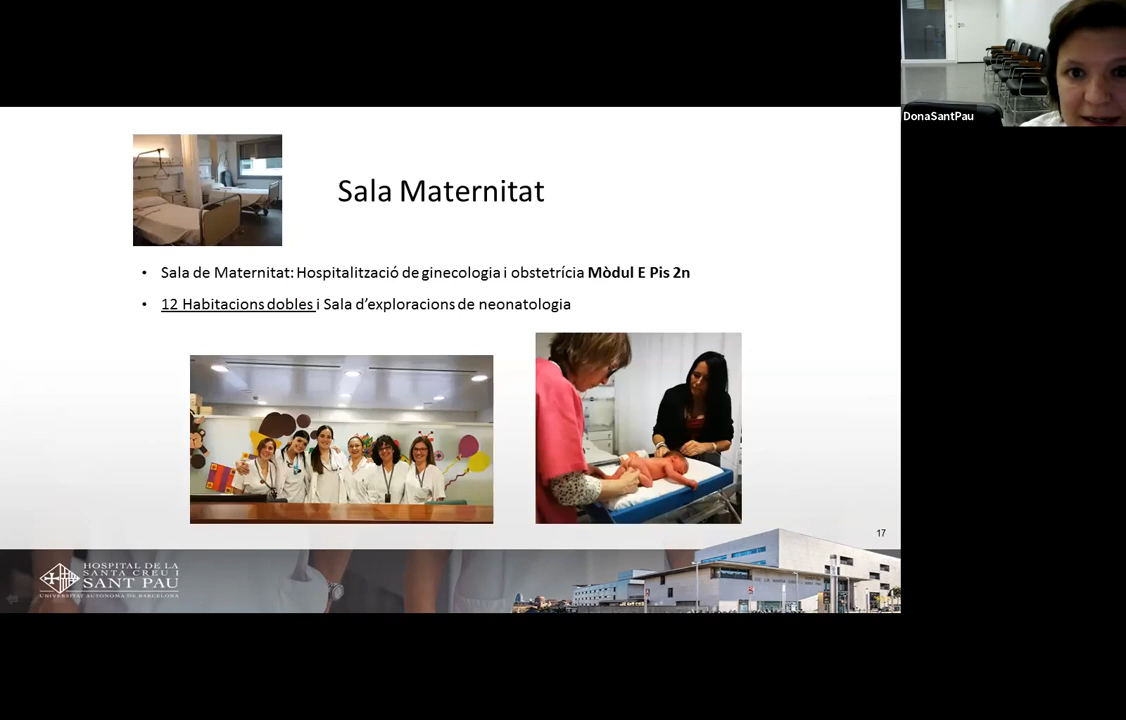 DonaSantPau
Sala Maternitat
• Sala de Maternitat: Hospitalització de ginecologia i obstetrícia Mòdul E Pis 2n
• 12 Habitacions dobles i Sala d’exploracions de neonatologia
17
HOSPITAL DE LA
SANTA CREU I
SANT PAU
UNIVERSITAT AUTÒNOMA DE BARCELONA